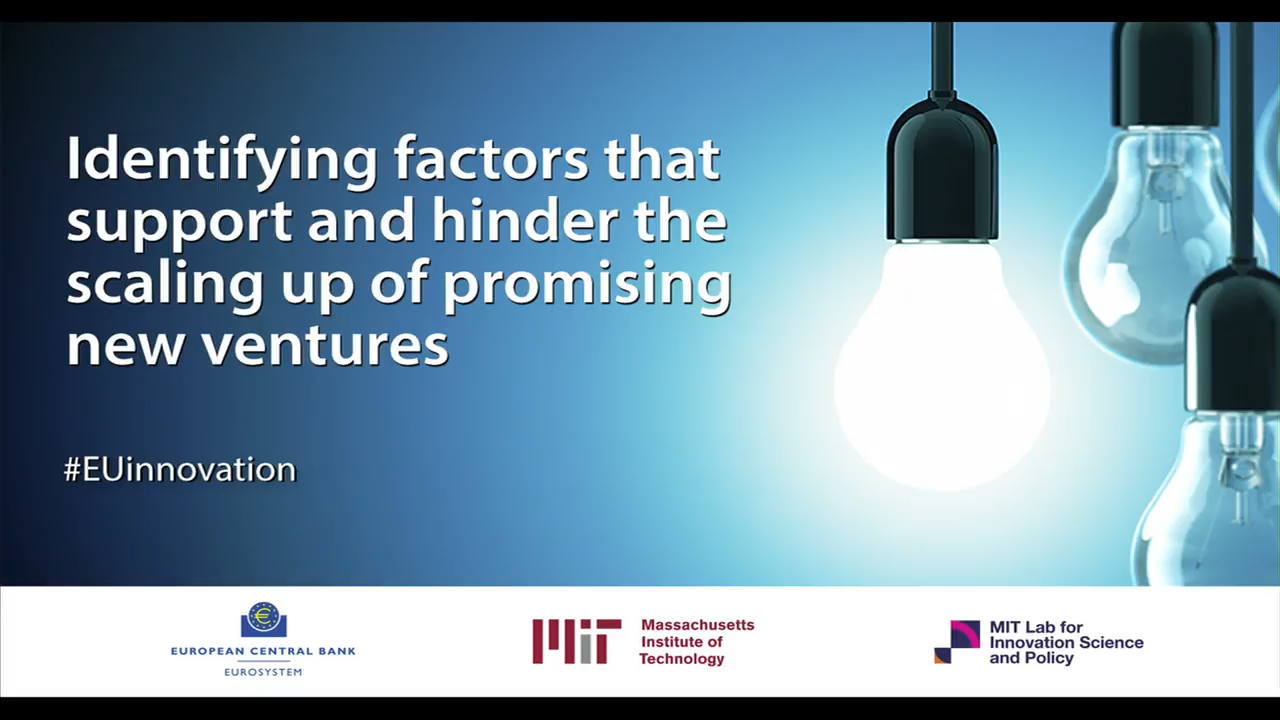 Identifying factors that
support and hinder the
scaling up of promising
new ventures
#EUinnovation
EUROPEAN CENTRAL BANK
EUROSYSTEM
MIT
Massachusetts
Institute of
Technology
MIT Lab for
Innovation Science
and Policy